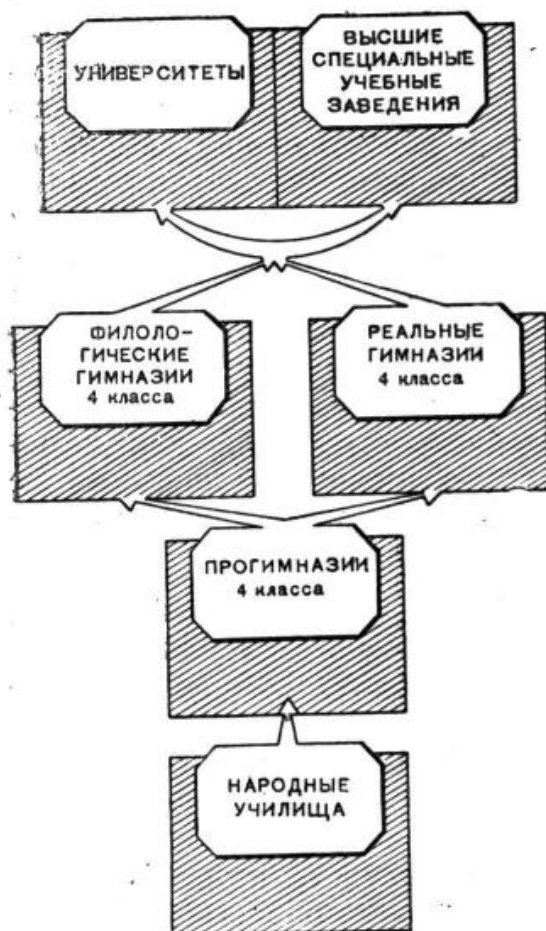 УНИВЕРСИТЕТЫ
ВЫСШИЕ
СПЕЦИАЛЬНЫЕ
УЧЕБНЫЕ
ЗАВЕДЕНИЯ
ФИЛОЛО-
ГИЧЕСКИЕ
ГИМНАЗИИ
4 класса
РЕАЛЬНЫЕ
ГИМНАЗИИ
4 класса
ПРОГИМНАЗИИ
4 класса
НАРОДНЫЕ
УЧИЛИЩА